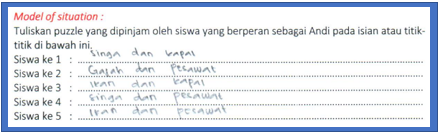 Model of situation :
Tuliskan puzzle yang dipinjam oleh siswa yang berperan sebagai Andi pada isian atau titik-
titik di bawah ini.
Siswa ke 1 : Singa dan kapal
Siswa ke 2 : Gajah dan pesawat
Siswa ke 3 : Ikan dan kapal
Siswa ke 4 : Singa dan pesawat
Siswa ke 5 : Ikan dan pesawat